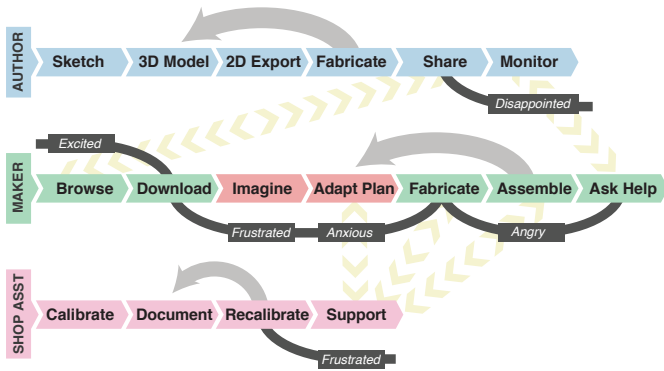 AUTHOR
Sketch 3D Model 2D Export Fabricate Share Monitor
Disappointed
Excited
MAKER
Browse Download Imagine Adapt Plan Fabricate Assemble Ask Help
Frustrated Anxious Angry
SHOP ASST
Calibrate Document Recalibrate Support
Frustrated